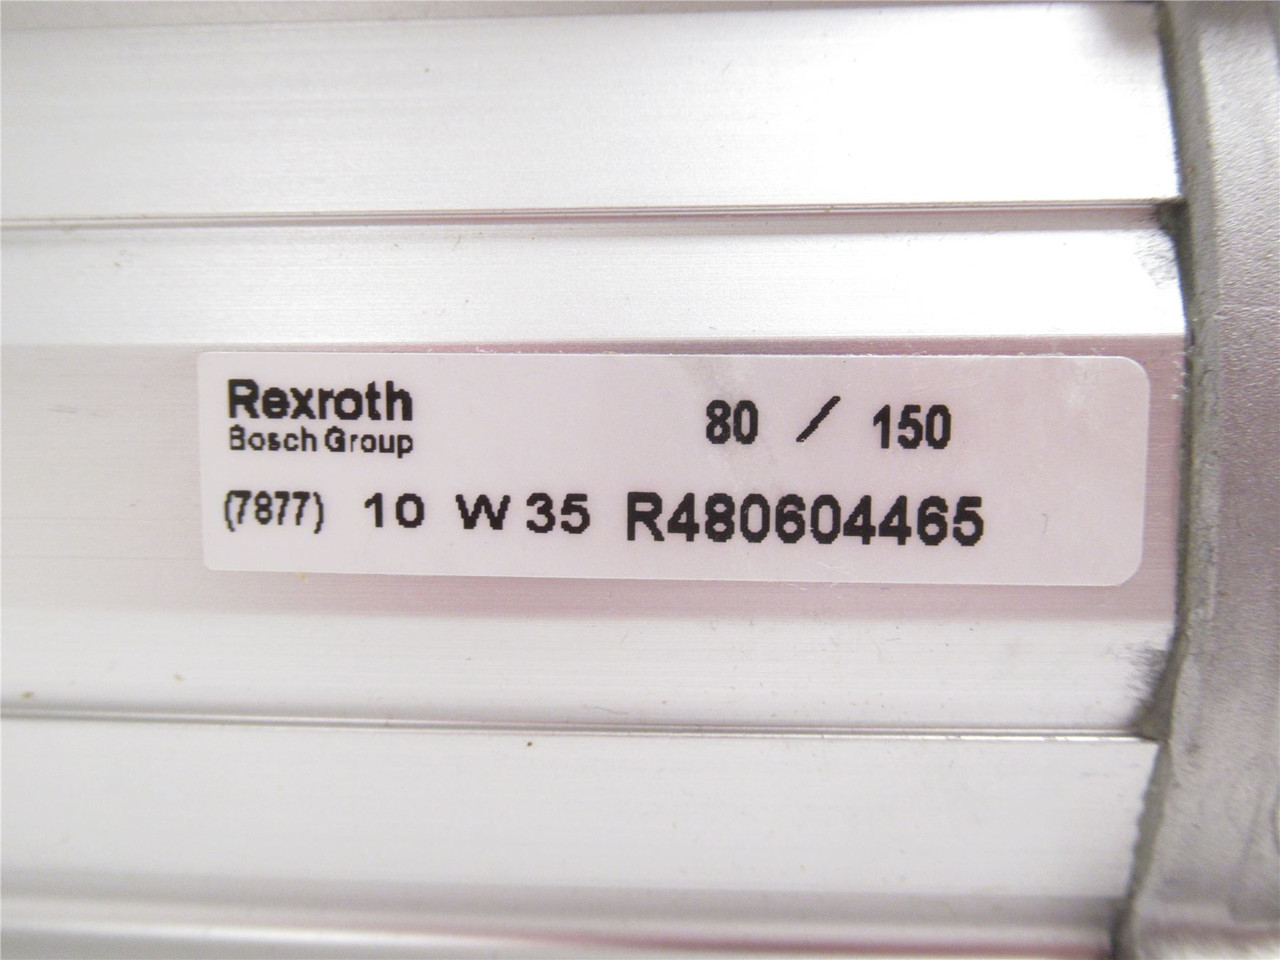 Rexroth
Bosch Group
80 / 150
(7877) 10 W 35 R480604465